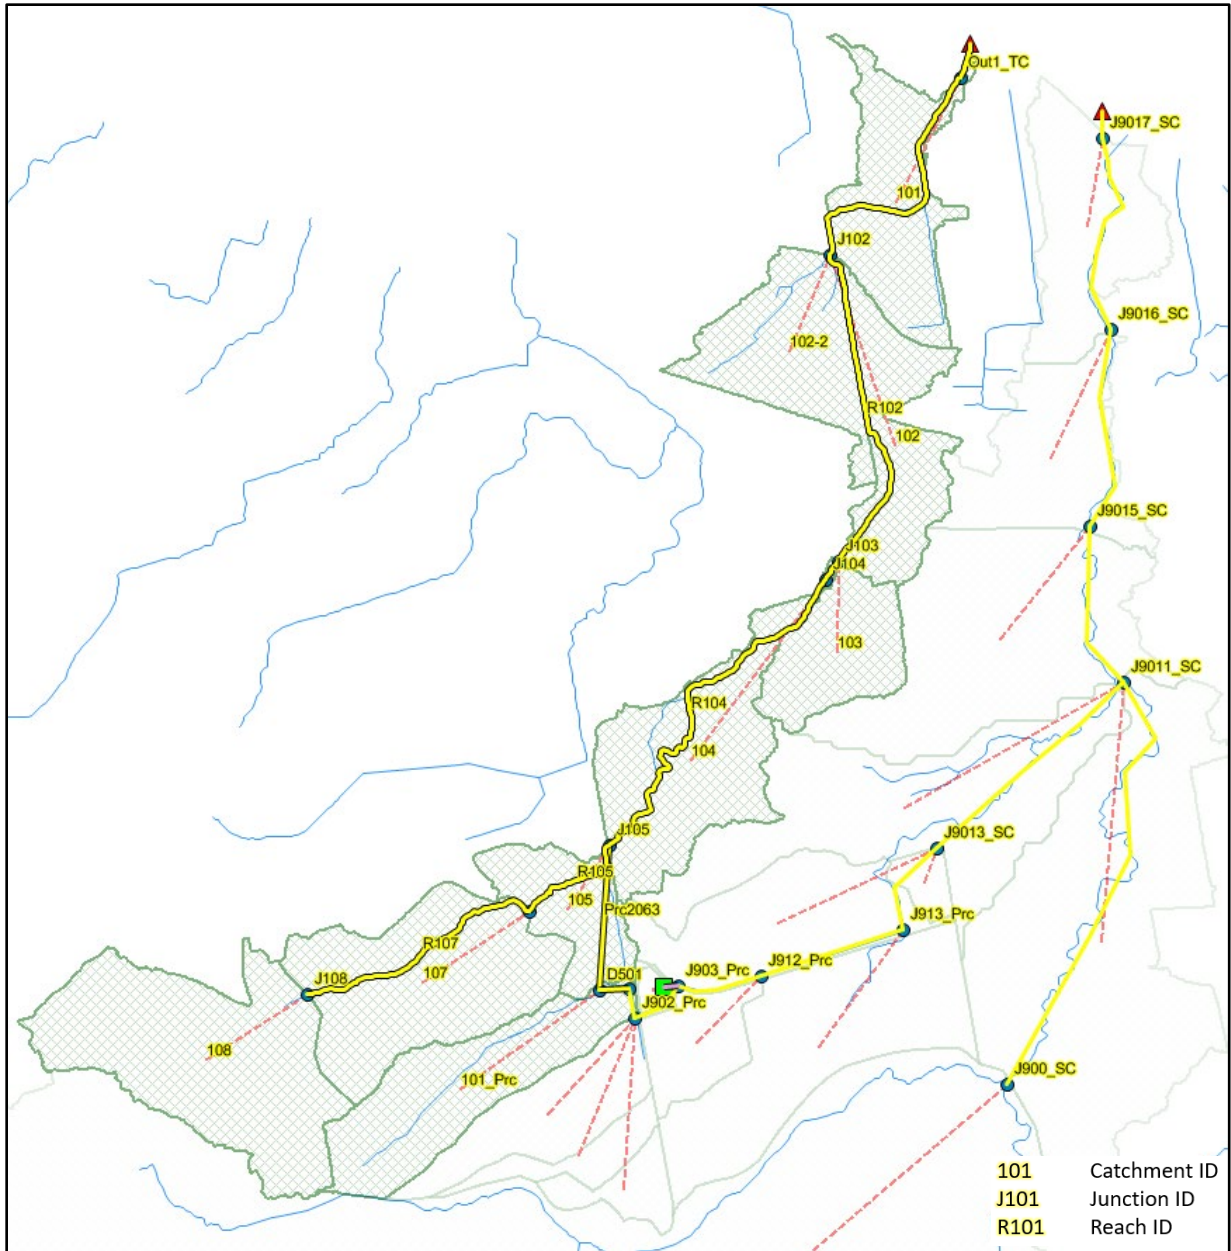 Out1_TC
J9017_SC
101
J102
J9016_SC
102-2
R102
102
J9015_SC
J103
J104
103
J9011_SC
R104
104
J105
J9013_SC
R105
105
Prc2063
J913_Prc
R107
107
J912_Prc
J903_Prc
D501
J108
E
J902_Prc
108
101_Prc
J900_SC
101 Catchment ID
J101 Junction ID
R101 Reach ID